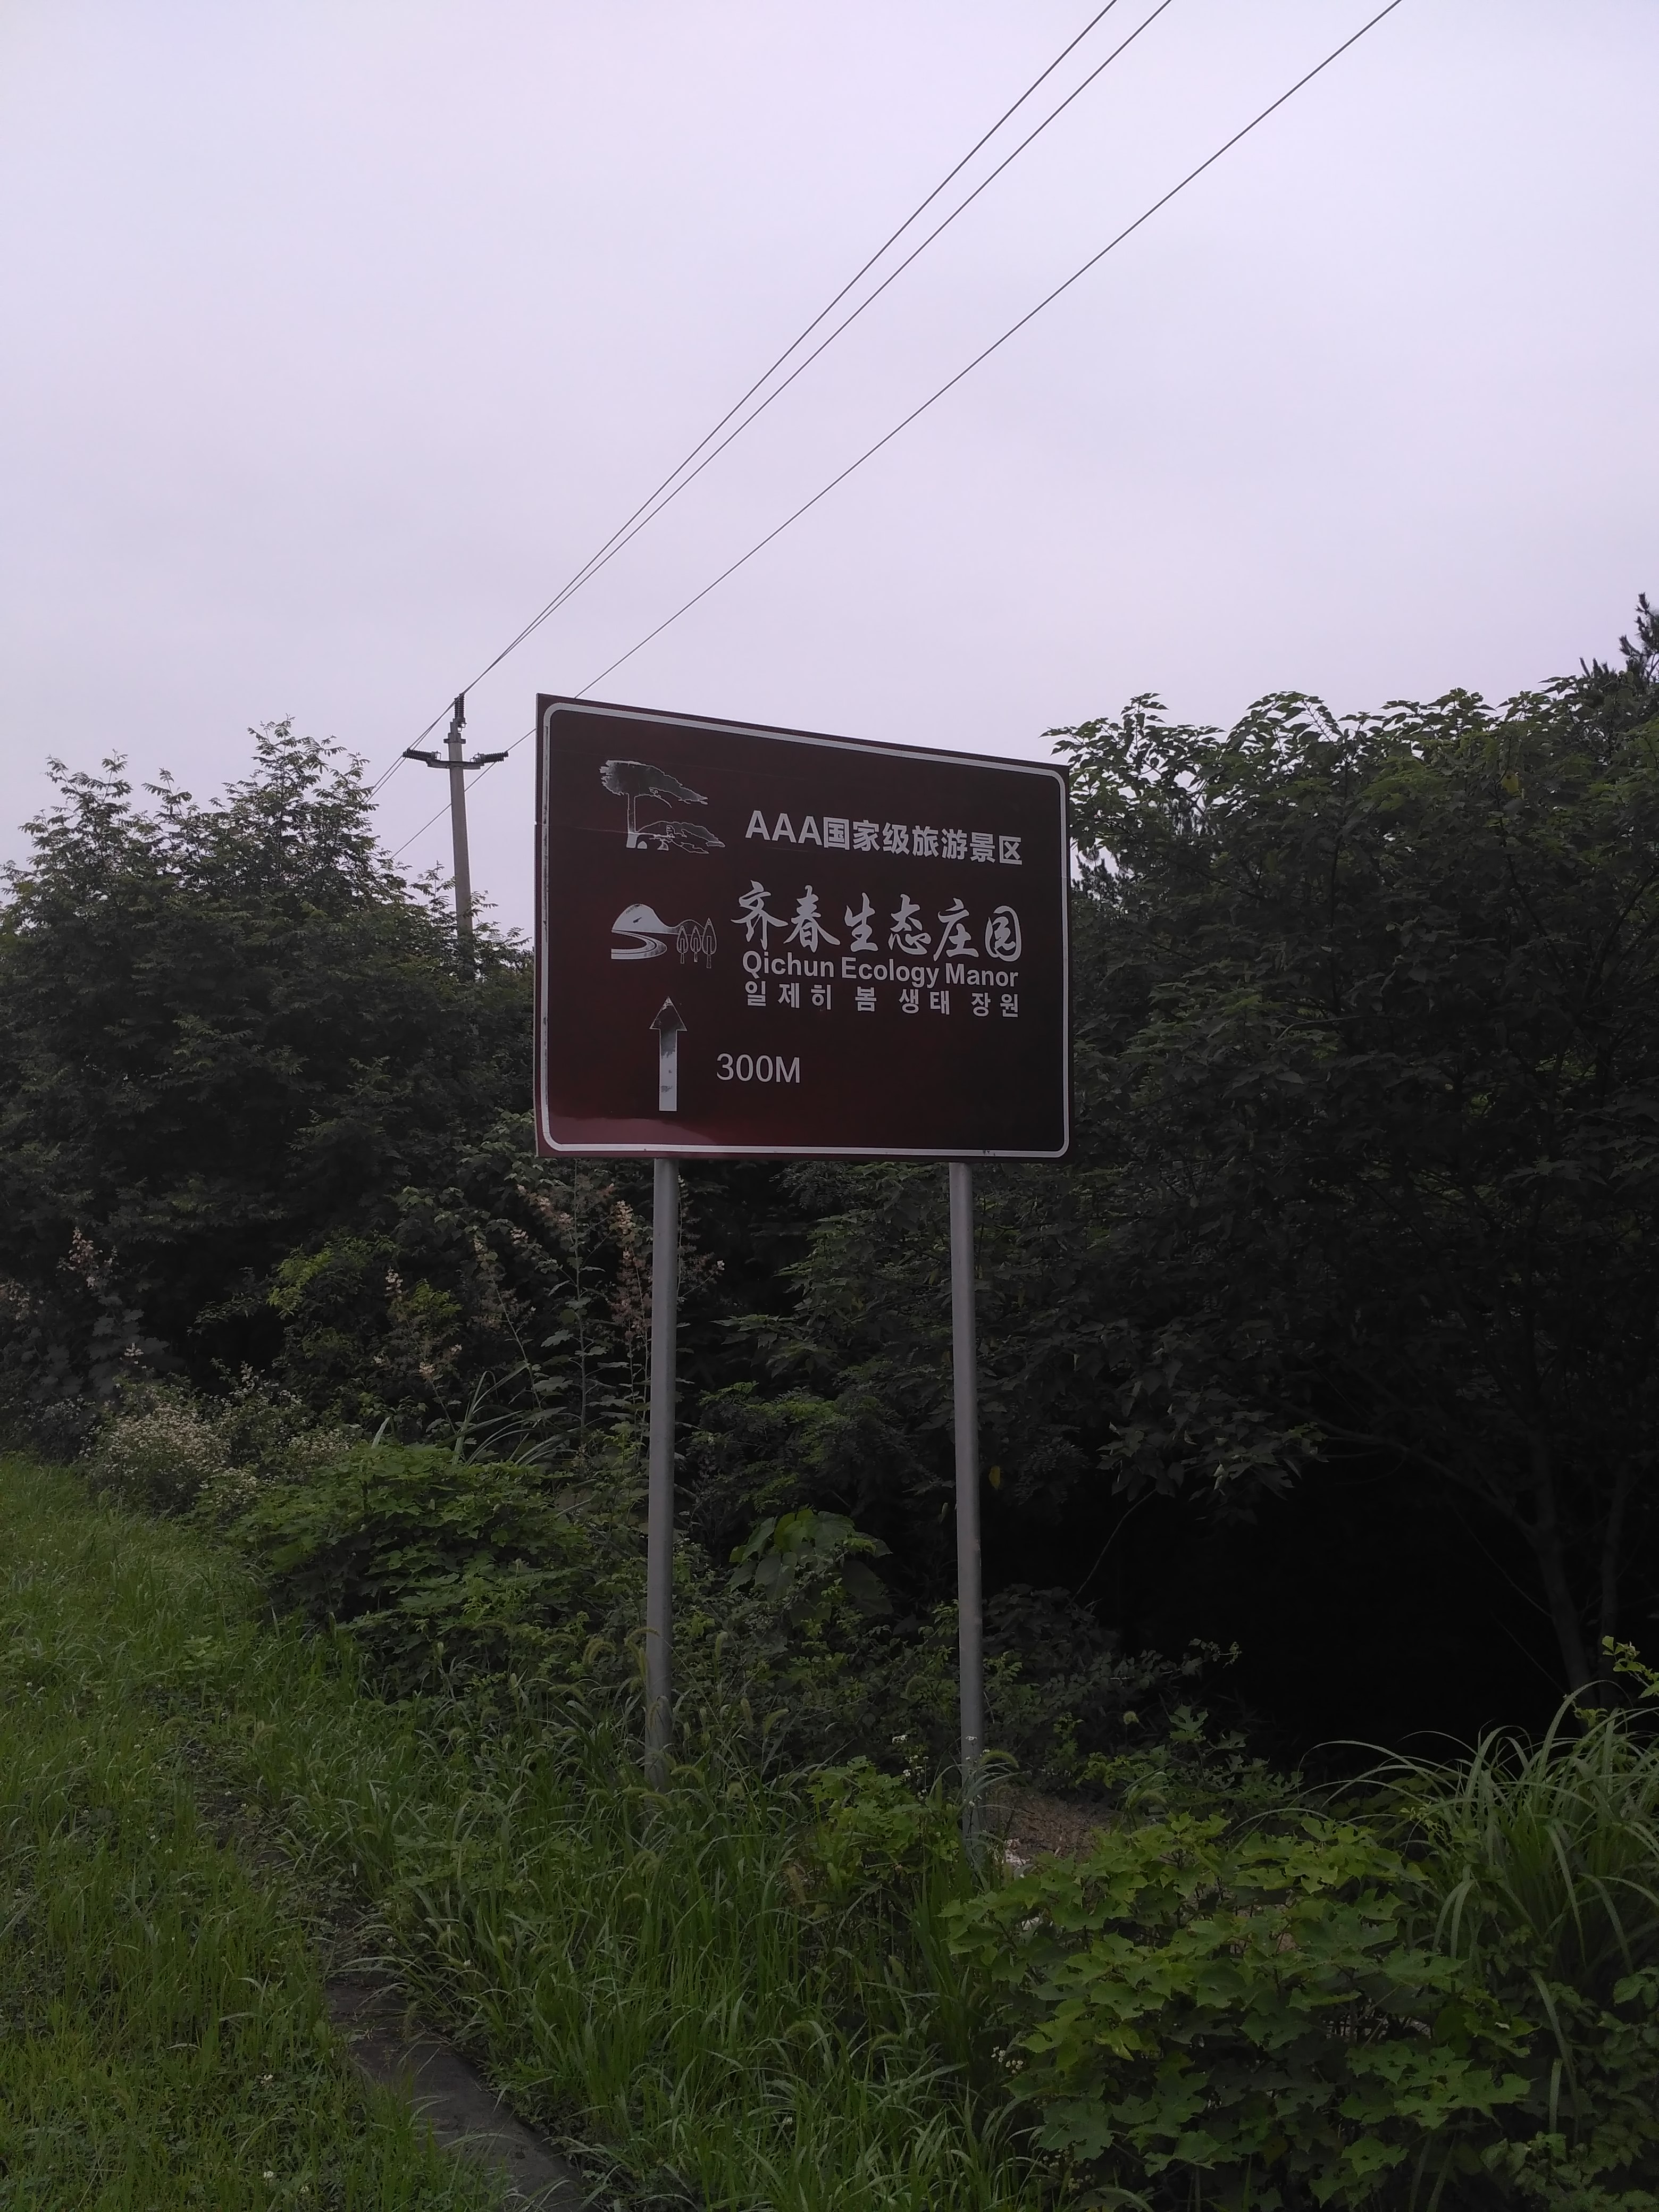 AAA国家级旅游景区
齐春生态庄园
Qichun Ecology Manor
일제히 봄 생태 장원
300M